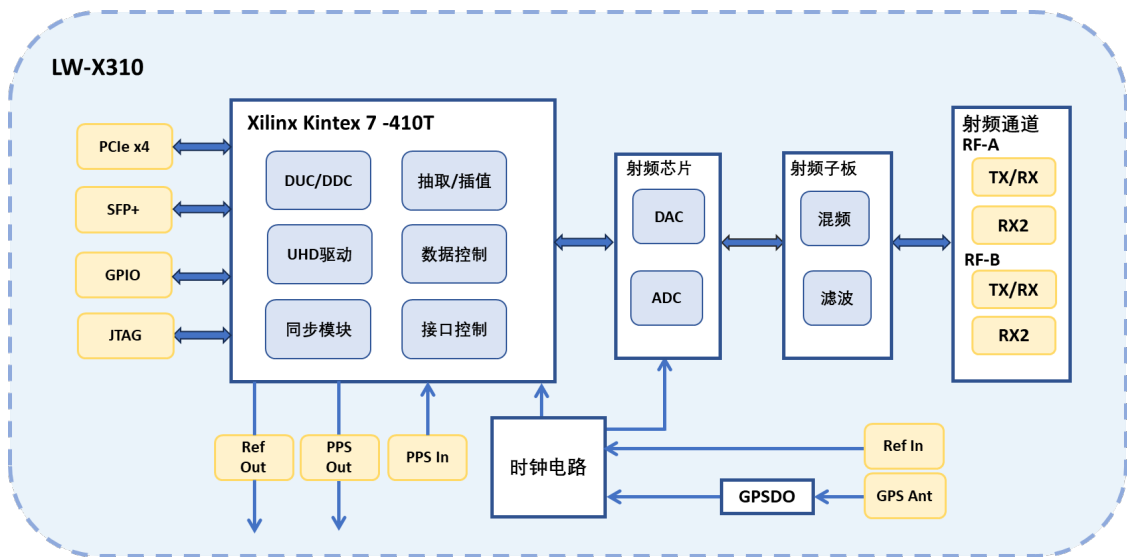 LW-X310
PCIe x4
SFP+
GPIO
JTAG
Xilinx Kintex 7 -410T
DUC/DDC
抽取/插值
UHD驱动
数据控制
同步模块
接口控制
射频芯片
DAC
ADC
射频子板
混频
滤波
射频通道
RF-A
TX/RX
RX2
RF-B
TX/RX
RX2
Ref
Out
PPS
Out
PPS In
时钟电路
Ref In
GPSDO
GPS Ant